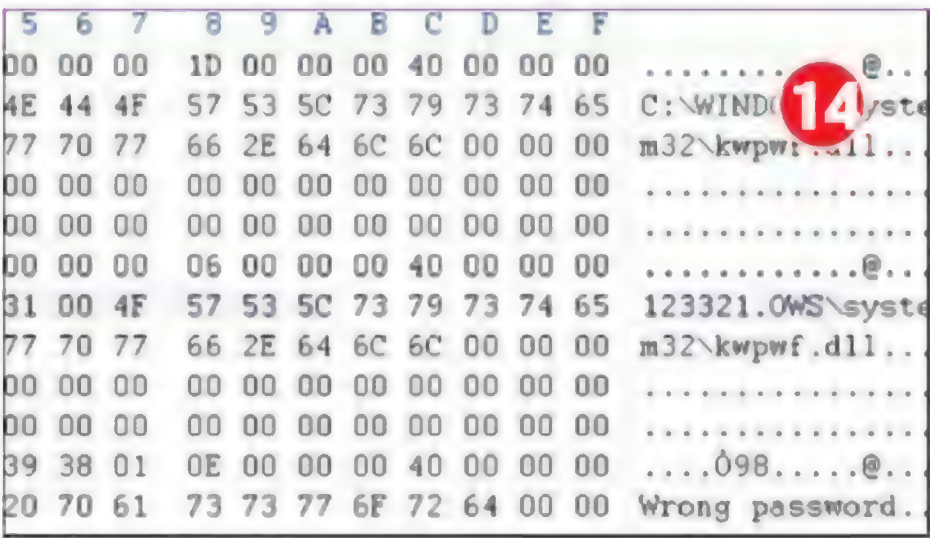 5 6 7 8 9 A B C D E F
00 00 00 1D 00 00 00 40 00 00 00 ..........@...
4E 44 4F 57 53 5C 73 79 73 74 65 C:\WIND 14 yste
77 70 77 66 2E 64 6C 6C 00 00 00 m32\kwpwf.dll...
00 00 00 00 00 00 00 00 00 00 00 ................
00 00 00 00 00 00 00 00 00 00 00 ................
00 00 00 06 00 00 00 40 00 00 00 ............@...
31 00 4F 57 53 5C 73 79 73 74 65 123321.OWS\syste
77 70 77 66 2E 64 6C 6C 00 00 00 m32\kwpwf.dll...
00 00 00 00 00 00 00 00 00 00 00 ................
00 00 00 00 00 00 00 00 00 00 00 ................
39 38 01 0E 00 00 00 40 00 00 00 ....Ò98.....@...
20 70 61 73 73 77 6F 72 64 00 00 Wrong password..